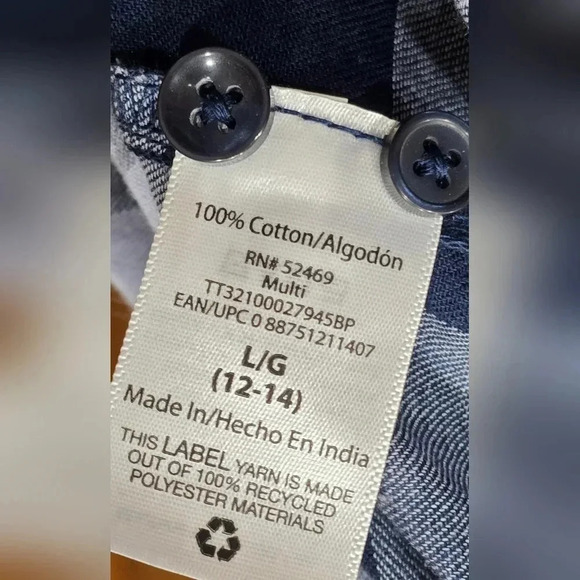 100% Cotton/Algodón
RN# 52469
Multi
TT32100027945BP
EAN/UPC 0 88751211407
L/G
(12-14)
Made In/Hecho En India
THIS LABEL YARN IS MADE
OUT OF 100% RECYCLED
POLYESTER MATERIALS